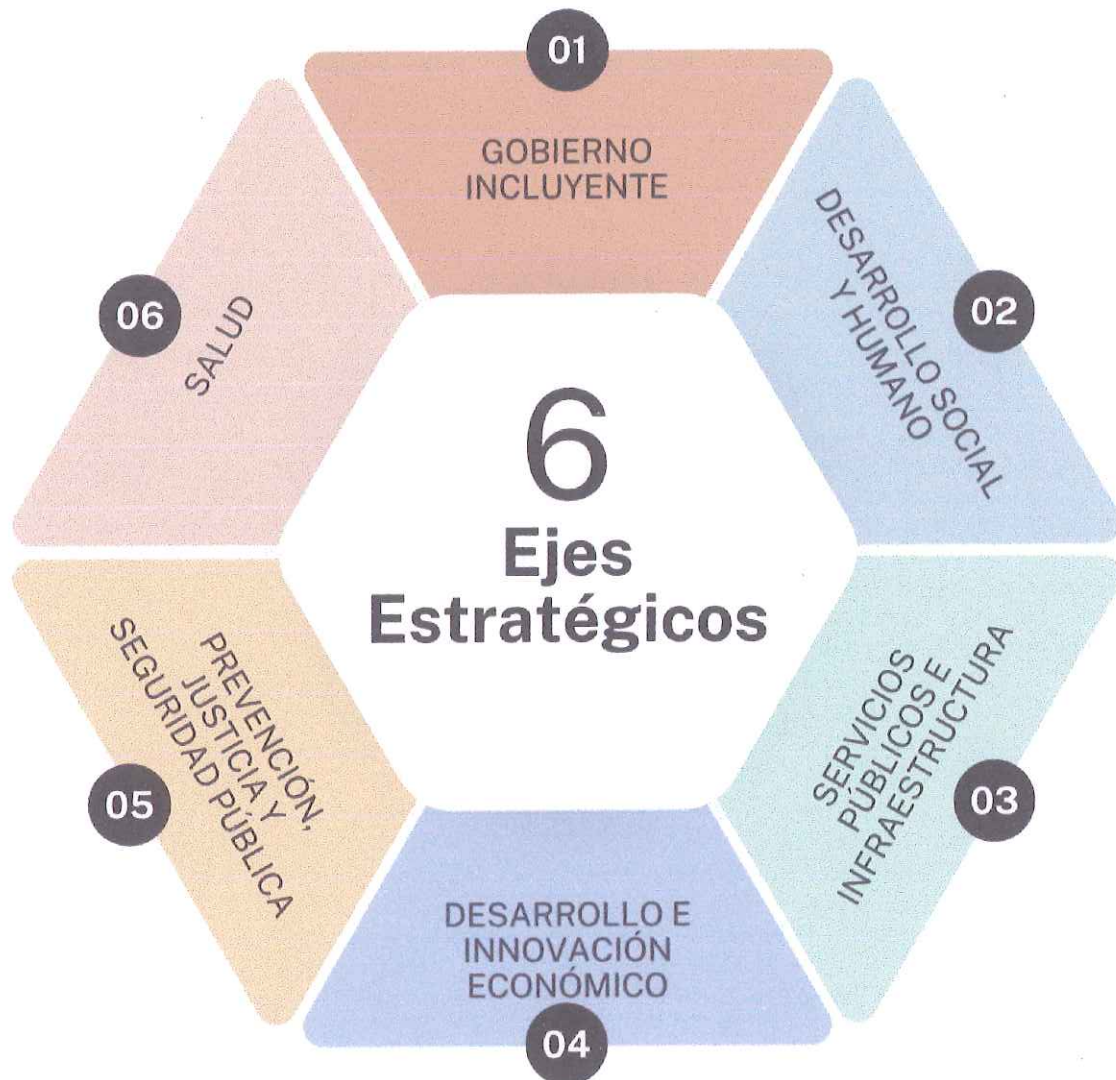 6
Ejes
Estratégicos
01
GOBIERNO
INCLUYENTE
02
DESARROLLO SOCIAL
Y HUMANO
03
SERVICIOS
PÚBLICOS E
INFRAESTRUCTURA
04
DESARROLLO E
INNOVACIÓN
ECONÓMICO
05
PREVENCIÓN,
JUSTICIA Y
SEGURIDAD PÚBLICA
06
SALUD